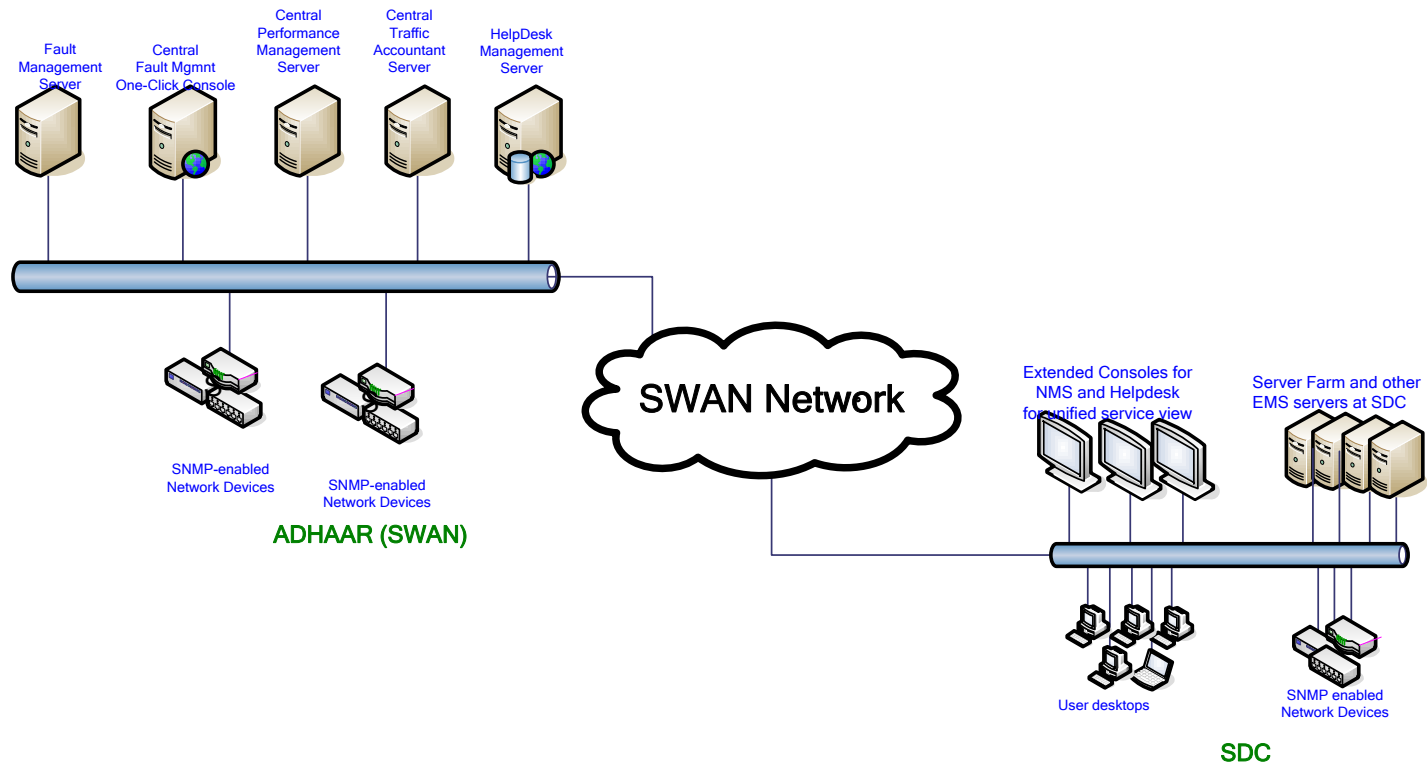 Fault
Management
Server
Central
Fault Mgmnt
One-Click Console
Central
Performance
Management
Server
Central
Traffic
Accountant
Server
HelpDesk
Management
Server
SWAN Network
SNMP-enabled
Network Devices
SNMP-enabled
Network Devices
ADHAAR (SWAN)
Extended Consoles for
NMS and Helpdesk
for unified service view
Server Farm and other
EMS servers at SDC
User desktops
SNMP enabled
Network Devices
SDC